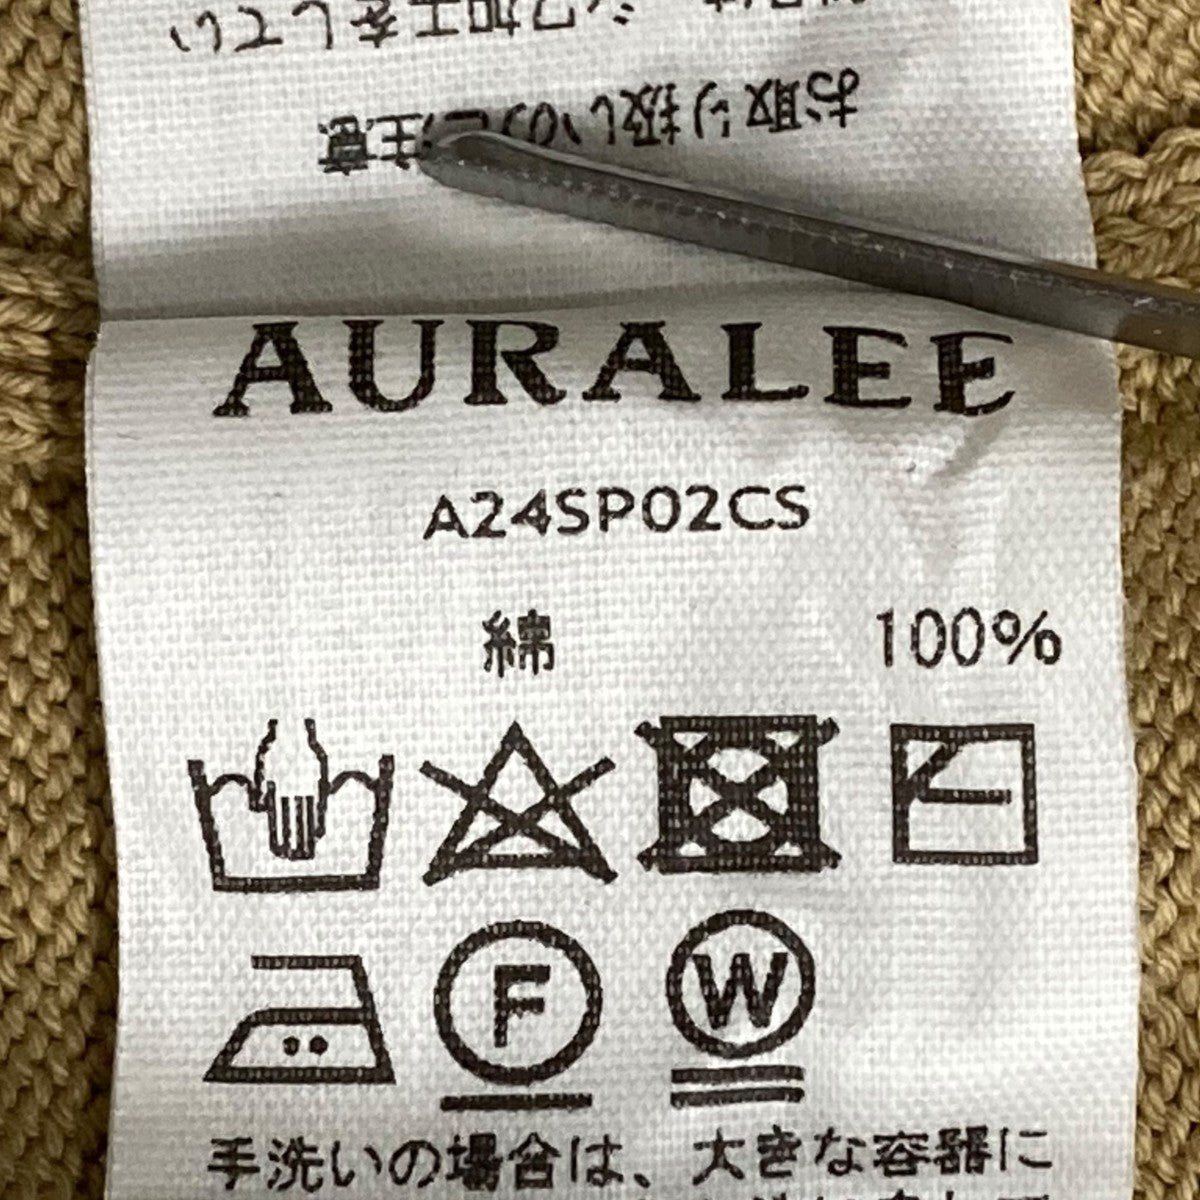 お取り扱いのご注意
AURALEE
A24SP02CS
綿 100%
F W
手洗いの場合は、大きな容器に